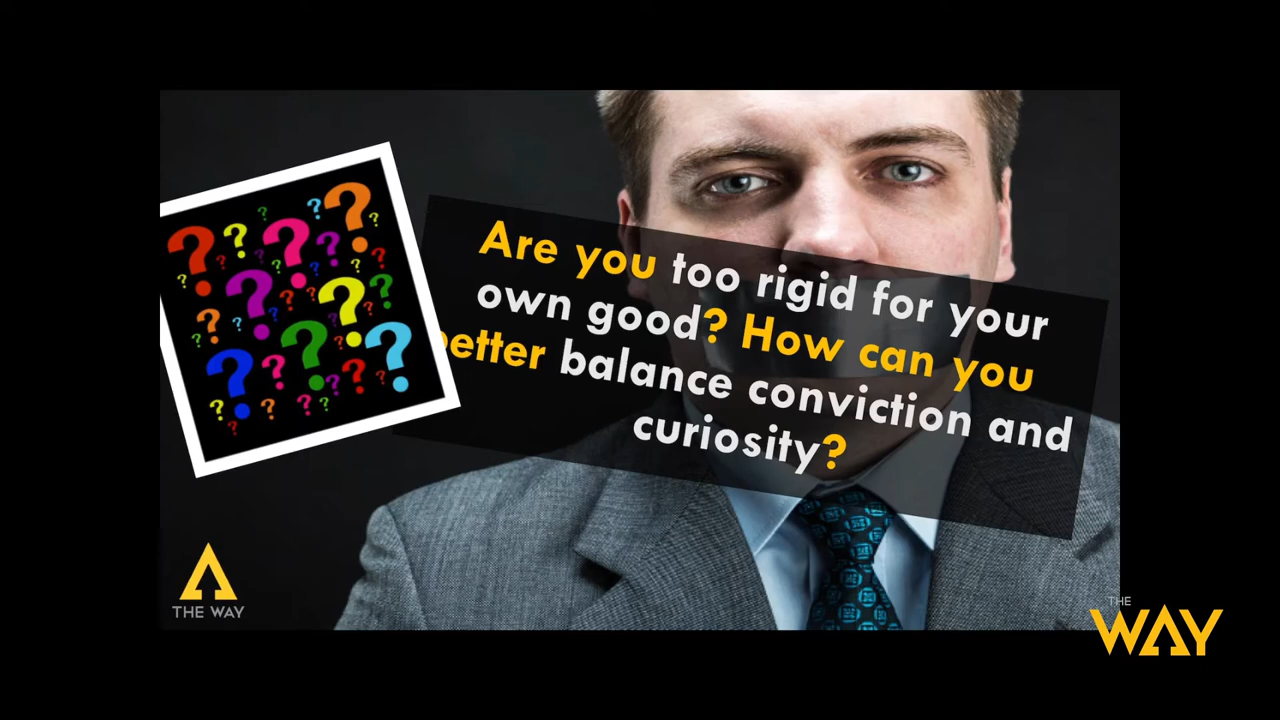 Are you too rigid for your
own good? How can you
better balance conviction and
curiosity?
THE WAY
THE
WAY